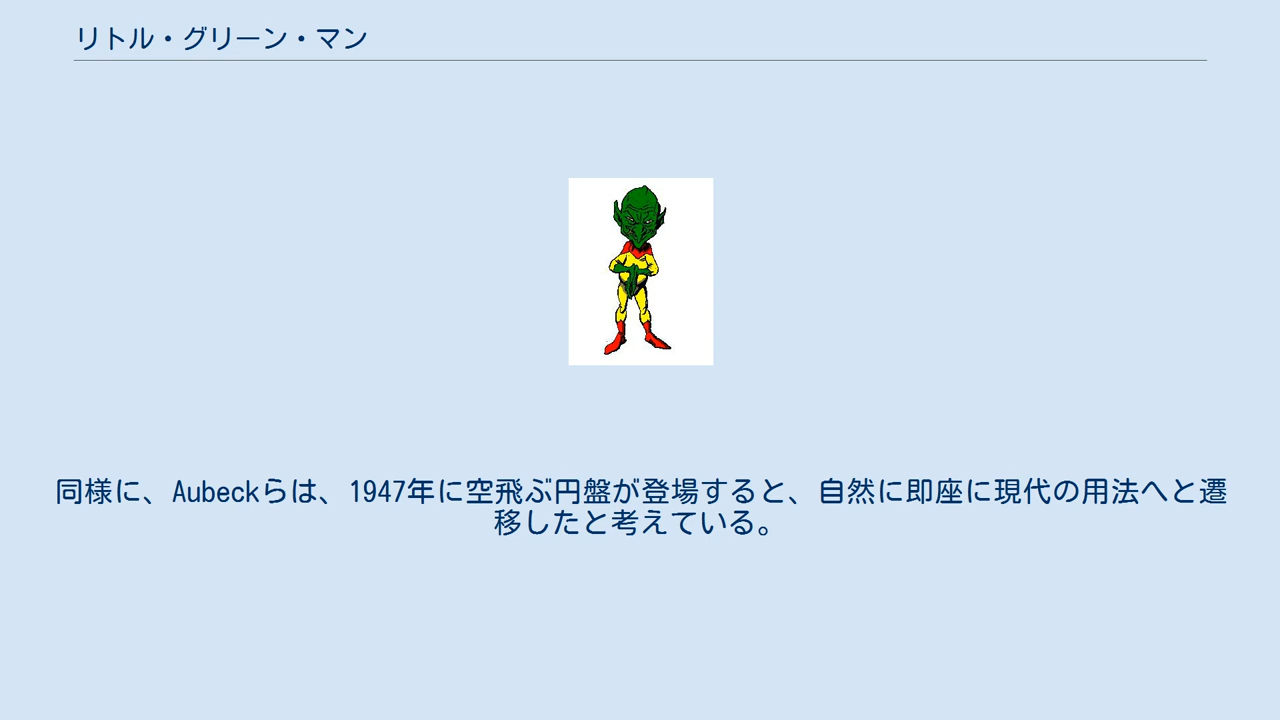 リトル・グリーン・マン
同様に、Aubeckらは、1947年に空飛ぶ円盤が登場すると、自然に即座に現代の用法へと遷
移したと考えている。